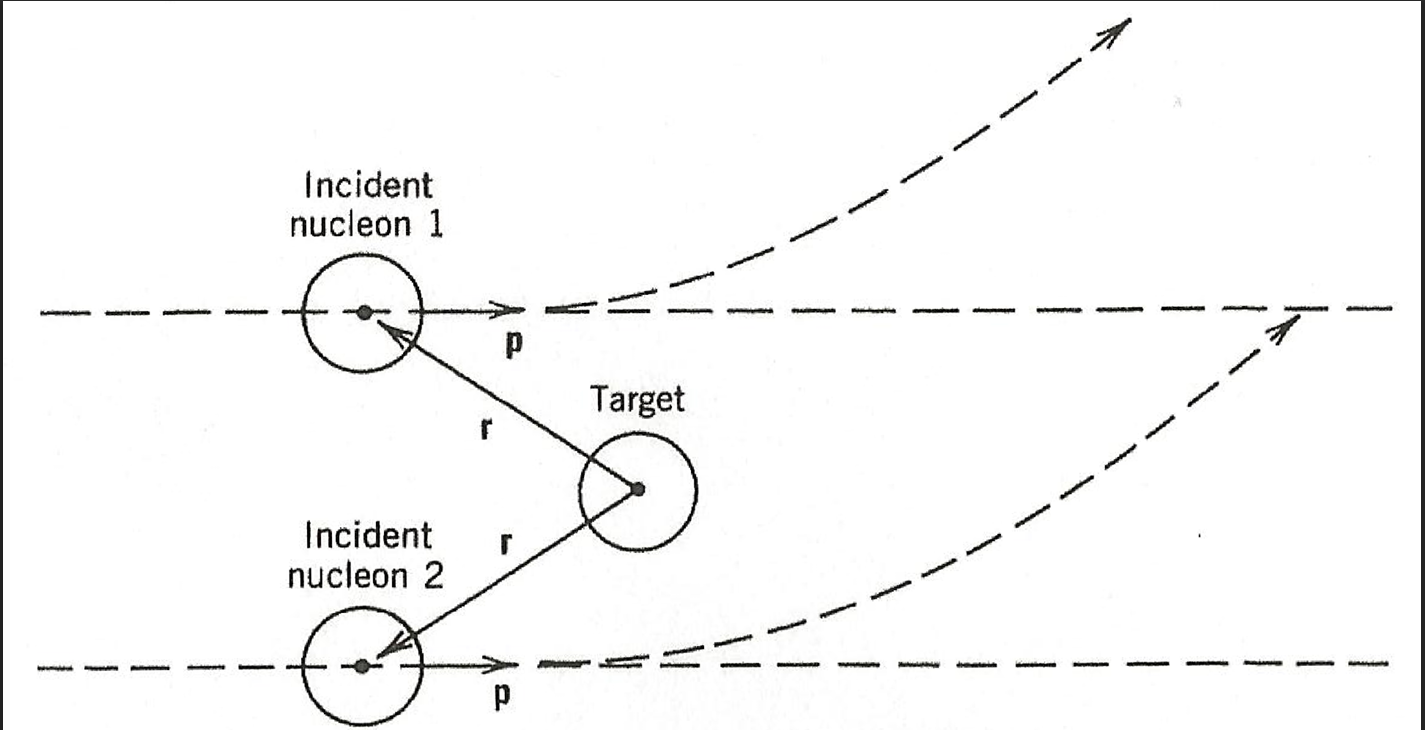 Incident
nucleon 1
p
Target
r
Incident
nucleon 2
r
p